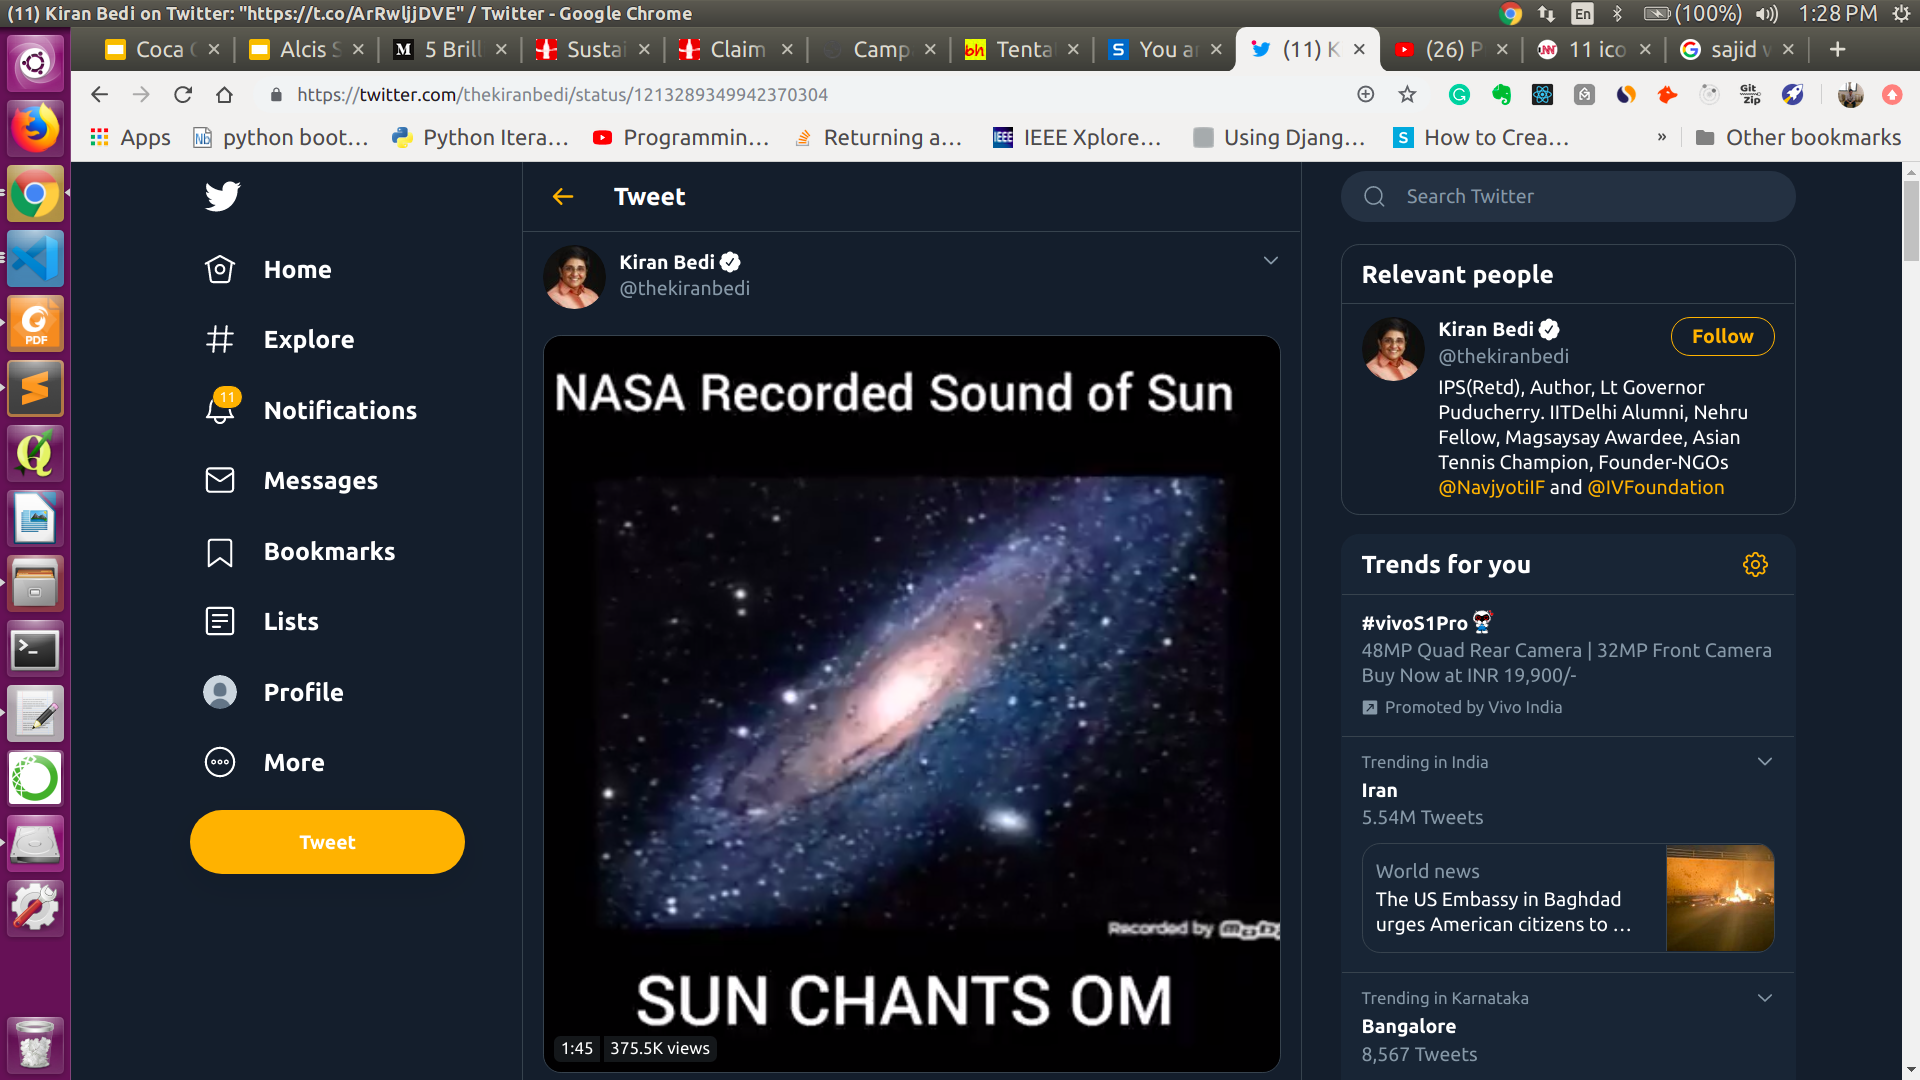 (11) Kiran Bedi on Twitter: "https://t.co/ArRwljjDVE" / Twitter - Google Chrome
En
(100%)
1:28 PM
Coca
Alcis S
5 Brill
Sustai
Claim
Camp
Tenta
You a
(11) K
(26) P
11 ico
sajid
https://twitter.com/thekiranbedi/status/1213289349942370304
Apps
python boot...
Python Itera...
Programmin...
Returning a...
IEEE Xplore...
Using Djang...
How to Crea...
»
Other bookmarks
Home
Explore
11
Notifications
Messages
Bookmarks
Lists
Profile
More
Tweet
Tweet
Kiran Bedi
@thekiranbedi
NASA Recorded Sound of Sun
Recorded by
SUN CHANTS OM
1:45
375.5K views
Search Twitter
Relevant people
Kiran Bedi
@thekiranbedi
Follow
IPS(Retd), Author, Lt Governor
Puducherry. IITDelhi Alumni, Nehru
Fellow, Magsaysay Awardee, Asian
Tennis Champion, Founder-NGOs
@NavjyotiIF and @IVFoundation
Trends for you
#vivoS1Pro
48MP Quad Rear Camera | 32MP Front Camera
Buy Now at INR 19,900/-
Promoted by Vivo India
Trending in India
Iran
5.54M Tweets
World news
The US Embassy in Baghdad
urges American citizens to ...
Trending in Karnataka
Bangalore
8,567 Tweets
PDF